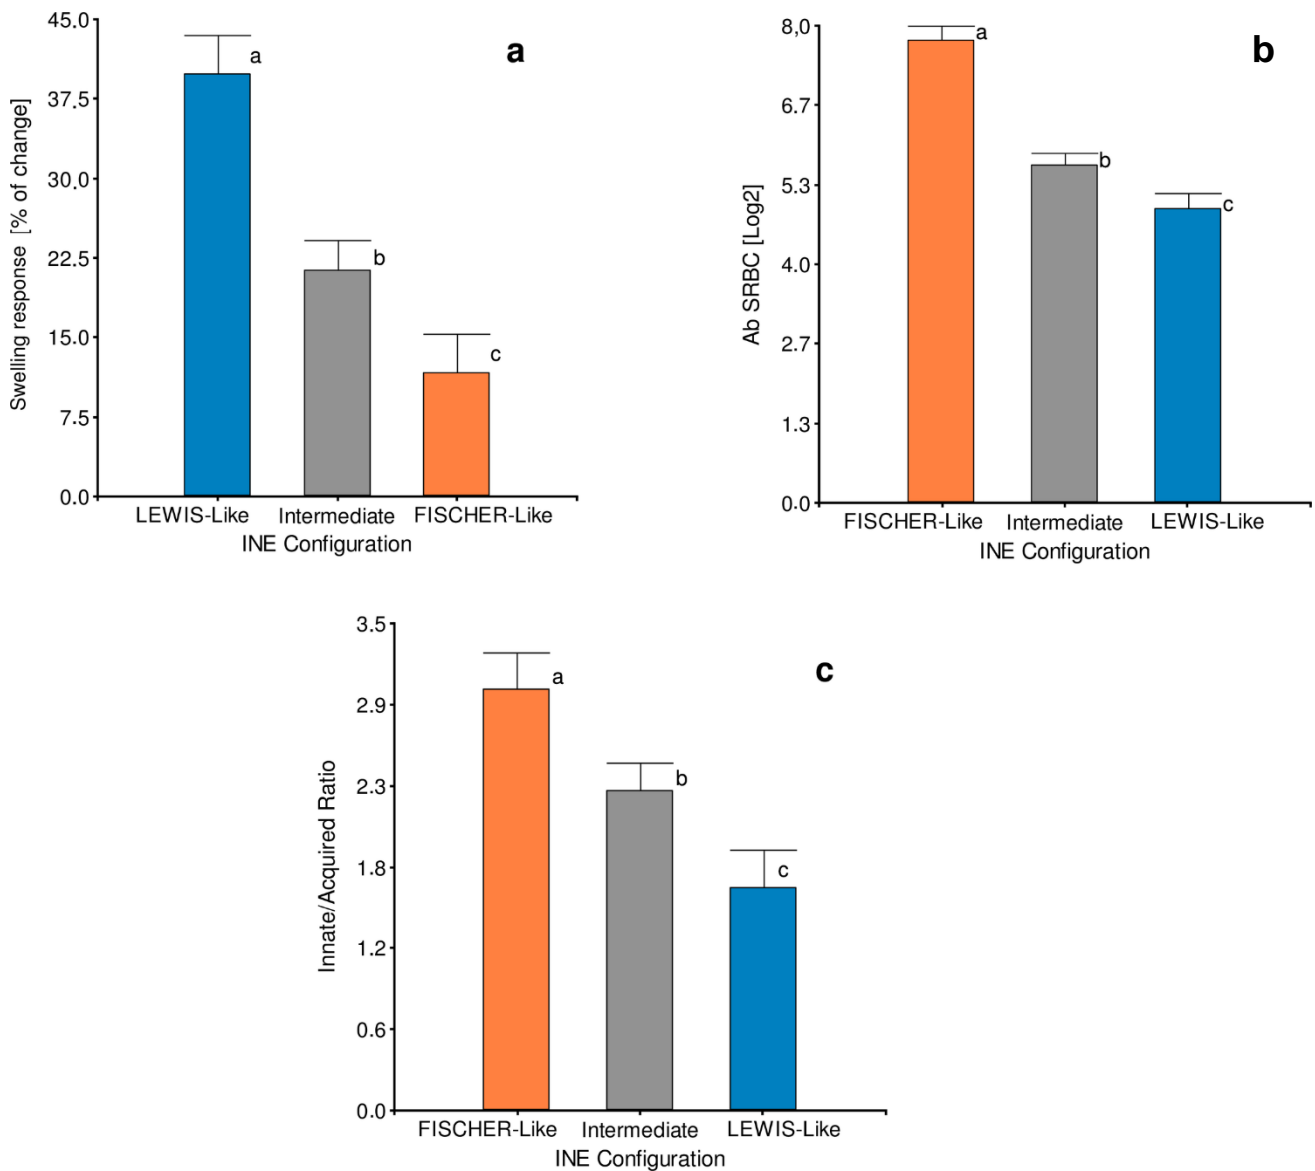 a
45.0
37.5
30.0
22.5
15.0
7.5
0.0
Swelling response [% of change]
a
b
c
LEWIS-Like Intermediate FISCHER-Like
INE Configuration
b
8,0
6.7
5.3
4.0
2.7
1.3
0.0
Ab SRBC [Log2]
a
b
c
FISCHER-Like Intermediate LEWIS-Like
INE Configuration
c
3.5
2.9
2.3
1.8
1.2
0.6
0.0
Innate/Acquired Ratio
a
b
c
FISCHER-Like Intermediate LEWIS-Like
INE Configuration